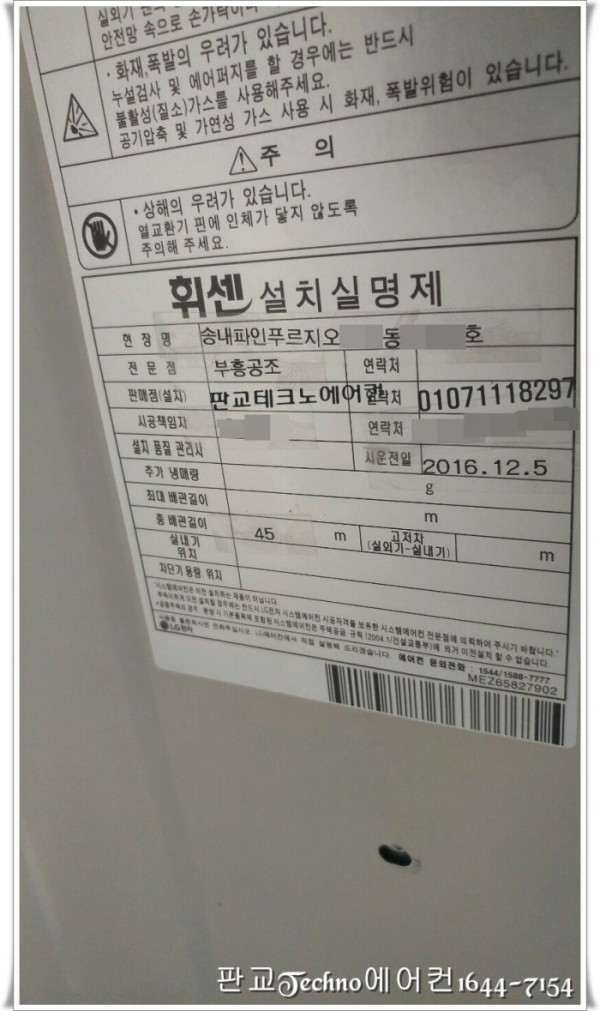 안전망 속으로 손가락이나
· 화재,폭발의 우려가 있습니다.
누설검사 및 에어퍼지를 할 경우에는 반드시
불활성(질소)가스를 사용해주세요.
공기압축 및 가연성 가스 사용 시 화재, 폭발위험이 있습니다.
주 의
· 상해의 우려가 있습니다.
열교환기 핀에 인체가 닿지 않도록
주의해 주세요.
휘센 설치실명제
현 장 명 송내파인푸르지오 동 호
전 문 점 부흥공조 연락처
판매점(설치) 판교테크노에어컨 연락처 01071118297
시공책임자 연락처
설치 품질 관리사 시운전일 2016.12.5
추가 냉매량 g
최대 배관길이 m
총 배관길이 45 m 고저차 (실외기-실내기) m
실내기 위치
차단기 용량, 위치
LG전자
에어컨 문의전화 : 1544/1588-7777
MEZ65827902
판교Techno에어컨1644-7154